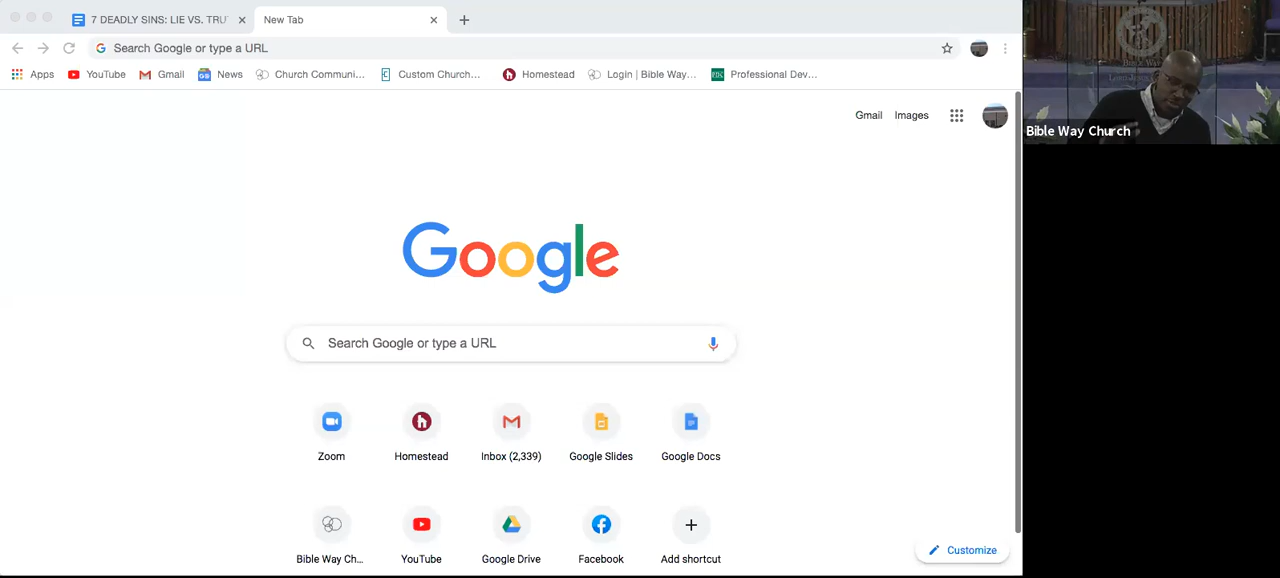 7 DEADLY SINS: LIE VS. TRU
New Tab
Search Google or type a URL
Apps YouTube Gmail News Church Communi... Custom Church... Homestead Login | Bible Way... Professional Dev...
Gmail Images
Bible Way Church
Google
Search Google or type a URL
Zoom Homestead Inbox (2,339) Google Slides Google Docs
Bible Way Ch... YouTube Google Drive Facebook Add shortcut
Customize